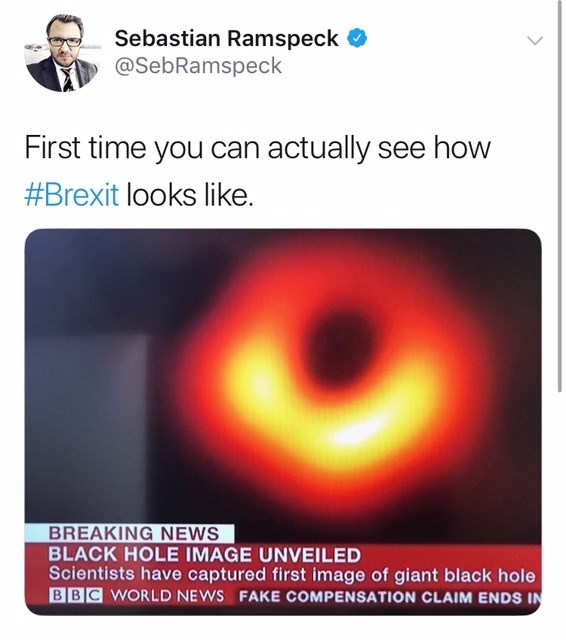 Sebastian Ramspeck
@SebRamspeck
First time you can actually see how
#Brexit looks like.
BREAKING NEWS
BLACK HOLE IMAGE UNVEILED
Scientists have captured first image of giant black hole
BBC WORLD NEWS FAKE COMPENSATION CLAIM ENDS IN